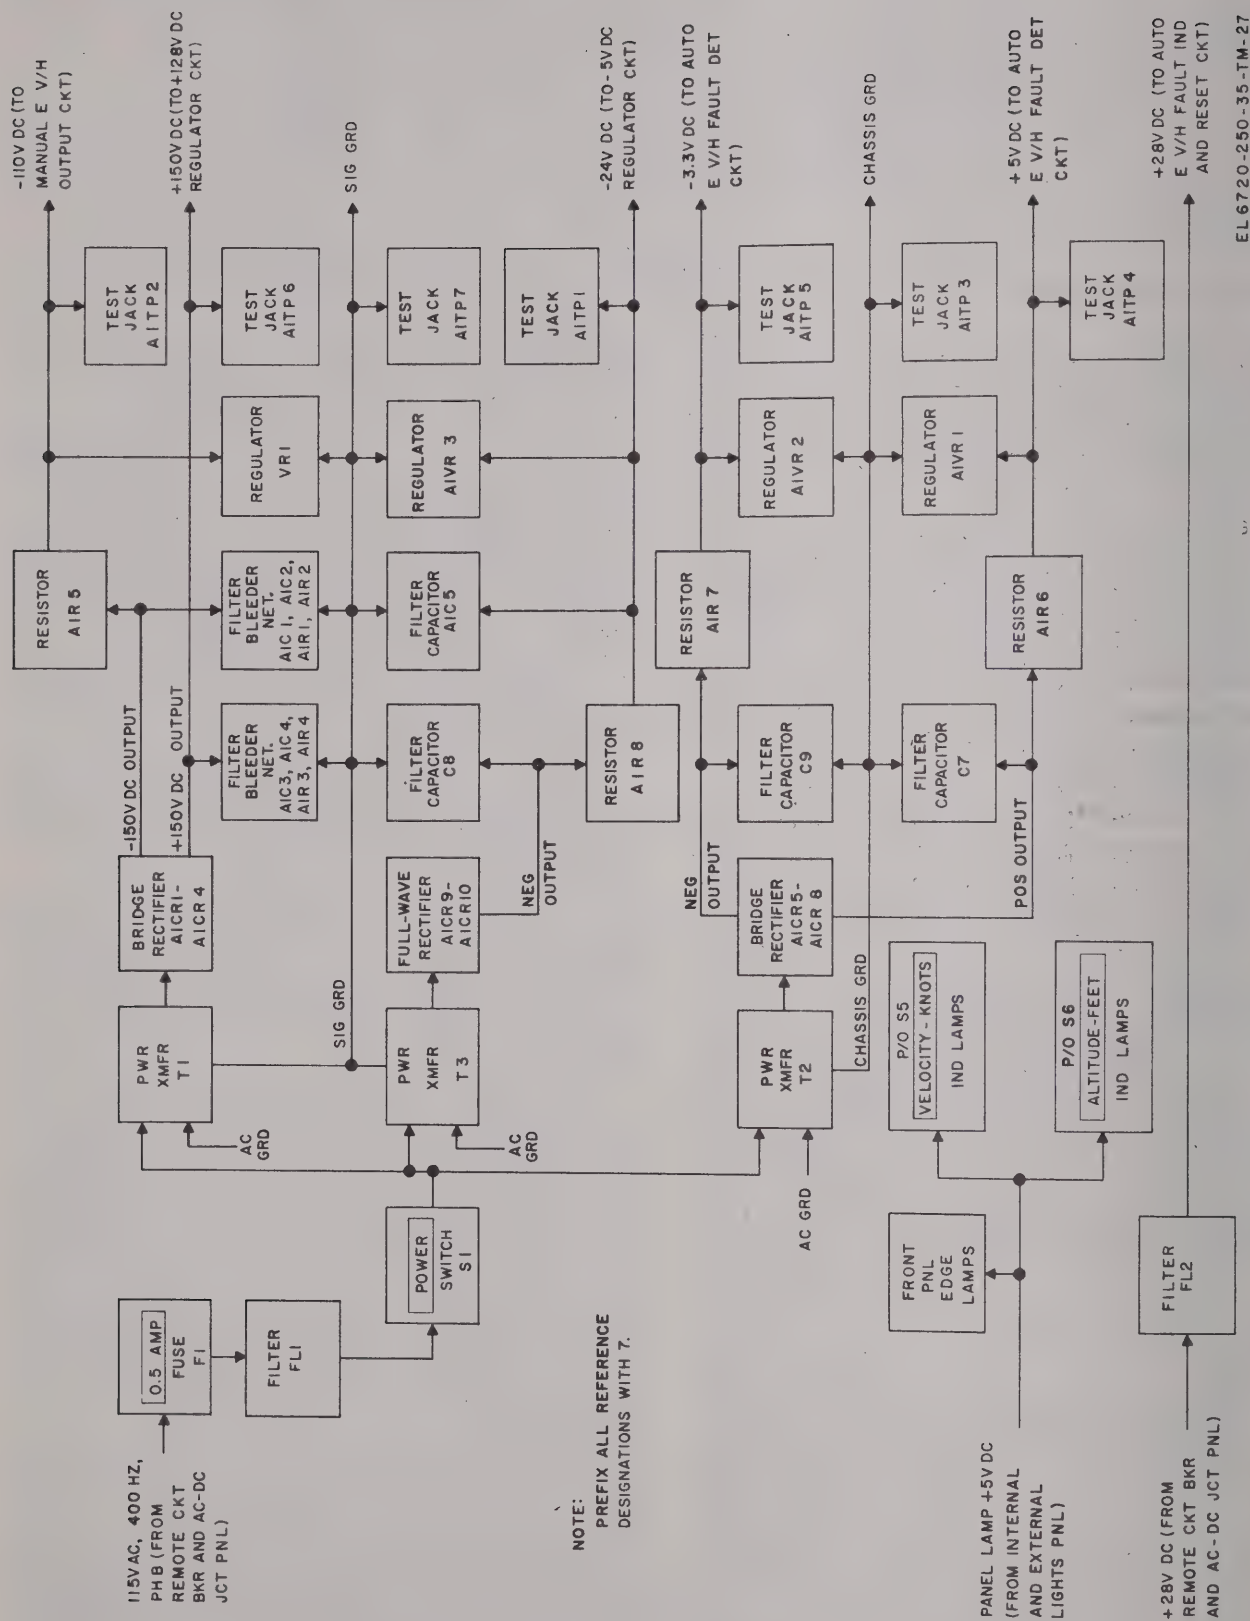 115V AC, 400 HZ,
PH B (FROM
REMOTE CKT
BKR AND AC-DC
JCT PNL)
0.5 AMP
FUSE
F1
FILTER
FL1
POWER
SWITCH
S1
AC
GRD
AC
GRD
AC GRD
PWR
XMFR
T1
PWR
XMFR
T3
PWR
XMFR
T2
SIG GRD
CHASSIS GRD
BRIDGE
RECTIFIER
A1CR1-
A1CR4
FULL-WAVE
RECTIFIER
A1CR9-
A1CR10
BRIDGE
RECTIFIER
A1CR5-
A1CR8
-150V DC OUTPUT
+150V DC OUTPUT
NEG
OUTPUT
NEG
OUTPUT
POS OUTPUT
FILTER
BLEEDER
NET.
A1C3, A1C4,
A1R3, A1R4
FILTER
CAPACITOR
C8
RESISTOR
A1R8
FILTER
CAPACITOR
C9
FILTER
CAPACITOR
C7
RESISTOR
A1R5
FILTER
BLEEDER
NET.
A1C1, A1C2,
A1R1, A1R2
FILTER
CAPACITOR
A1C5
RESISTOR
A1R7
RESISTOR
A1R6
REGULATOR
VR1
REGULATOR
A1VR3
REGULATOR
A1VR2
REGULATOR
A1VR1
TEST
JACK
A1TP2
TEST
JACK
A1TP6
TEST
JACK
A1TP7
TEST
JACK
A1TP1
TEST
JACK
A1TP5
TEST
JACK
A1TP3
TEST
JACK
A1TP4
-110V DC (TO
MANUAL E V/H
OUTPUT CKT)
+150V DC (TO +128V DC
REGULATOR CKT)
SIG GRD
-24V DC (TO -5V DC
REGULATOR CKT)
-3.3V DC (TO AUTO
E V/H FAULT DET
CKT)
CHASSIS GRD
+5V DC (TO AUTO
E V/H FAULT DET
CKT)
+28V DC (TO AUTO
E V/H FAULT IND
AND RESET CKT)
NOTE:
PREFIX ALL REFERENCE
DESIGNATIONS WITH 7.
PANEL LAMP +5V DC
(FROM INTERNAL
AND EXTERNAL
LIGHTS PNL)
FRONT
PNL
EDGE
LAMPS
P/O S5
VELOCITY-KNOTS
IND LAMPS
P/O S6
ALTITUDE-FEET
IND LAMPS
+28V DC (FROM
REMOTE CKT BKR
AND AC-DC JCT PNL)
FILTER
FL2
EL6720-250-35-TM-27